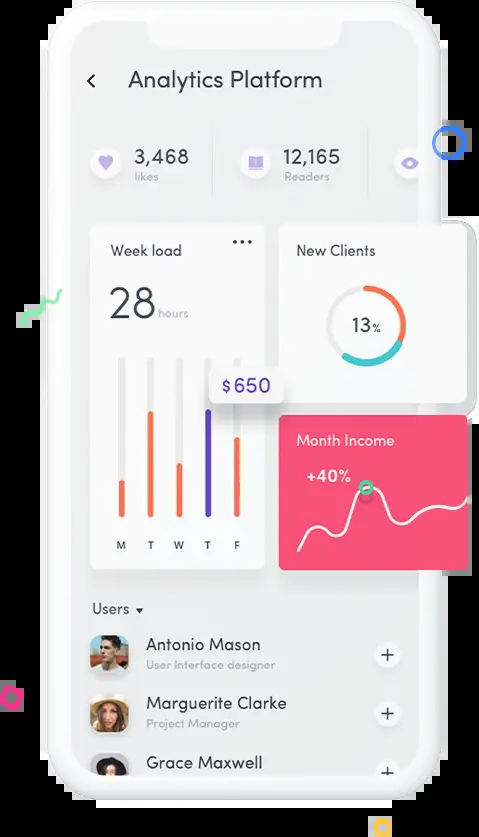 Analytics Platform
3,468
likes
12,165
Readers
Week load
28 hours
$650
M T W T F
New Clients
13%
Month Income
+40%
Users
Antonio Mason
User Interface designer
Marguerite Clarke
Project Manager
Grace Maxwell